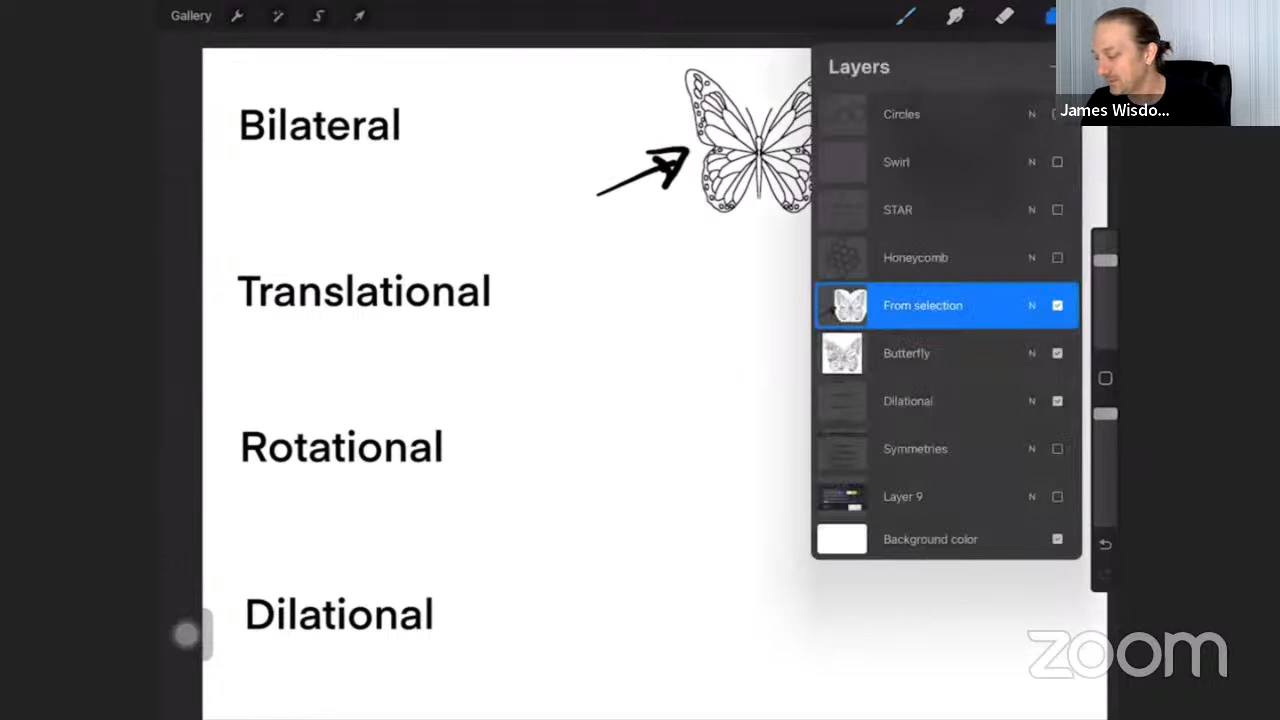 Gallery
Layers
James Wisdo...
Circles N
Swirl N
STAR N
Honeycomb N
From selection N
Butterfly N
Dilational N
Symmetries N
Layer 9 N
Background color
Bilateral
Translational
Rotational
Dilational
zoom